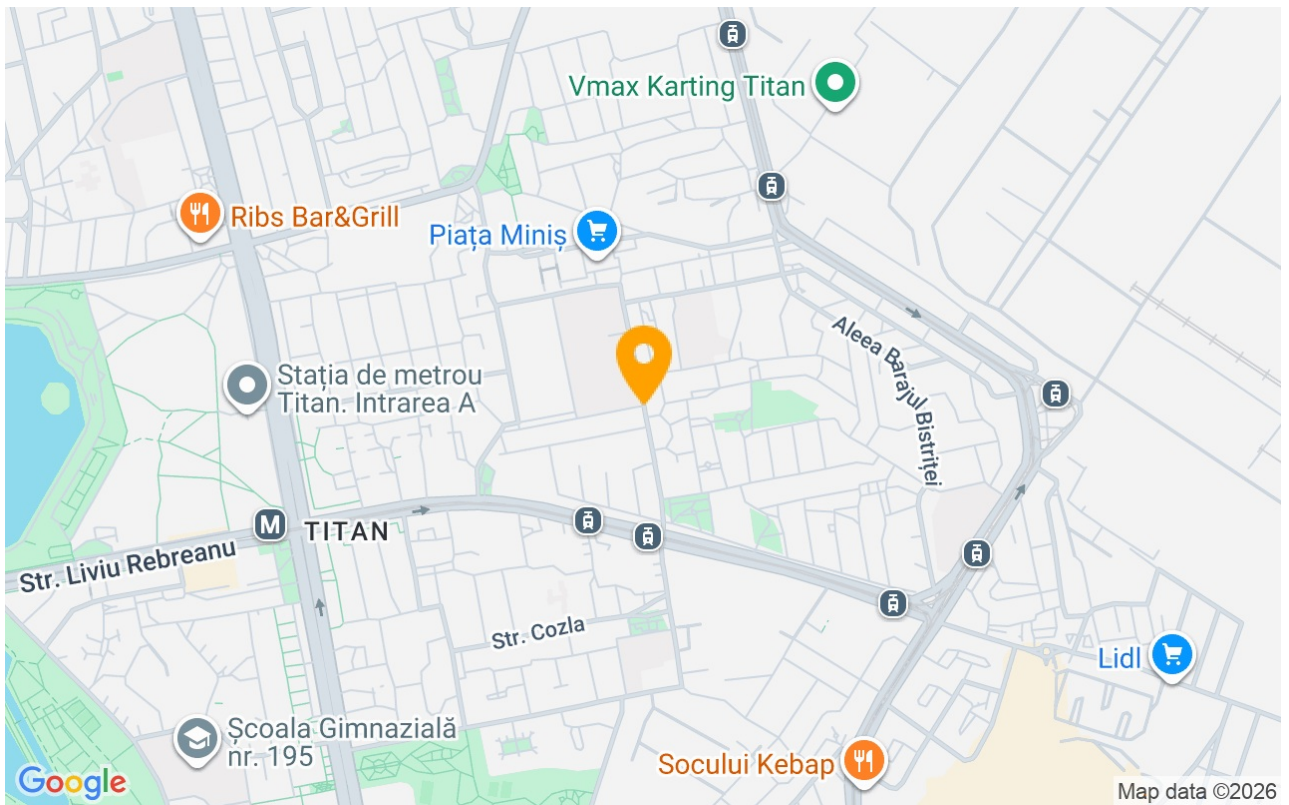 Vmax Karting Titan
Ribs Bar&Grill
Piața Miniș
Aleea Barajul Bistriței
Stația de metrou
Titan. Intrarea A
M
TITAN
Str. Liviu Rebreanu
Str. Cozla
Lidl
Școala Gimnazială
nr. 195
Socului Kebap
Google
Map data ©2026